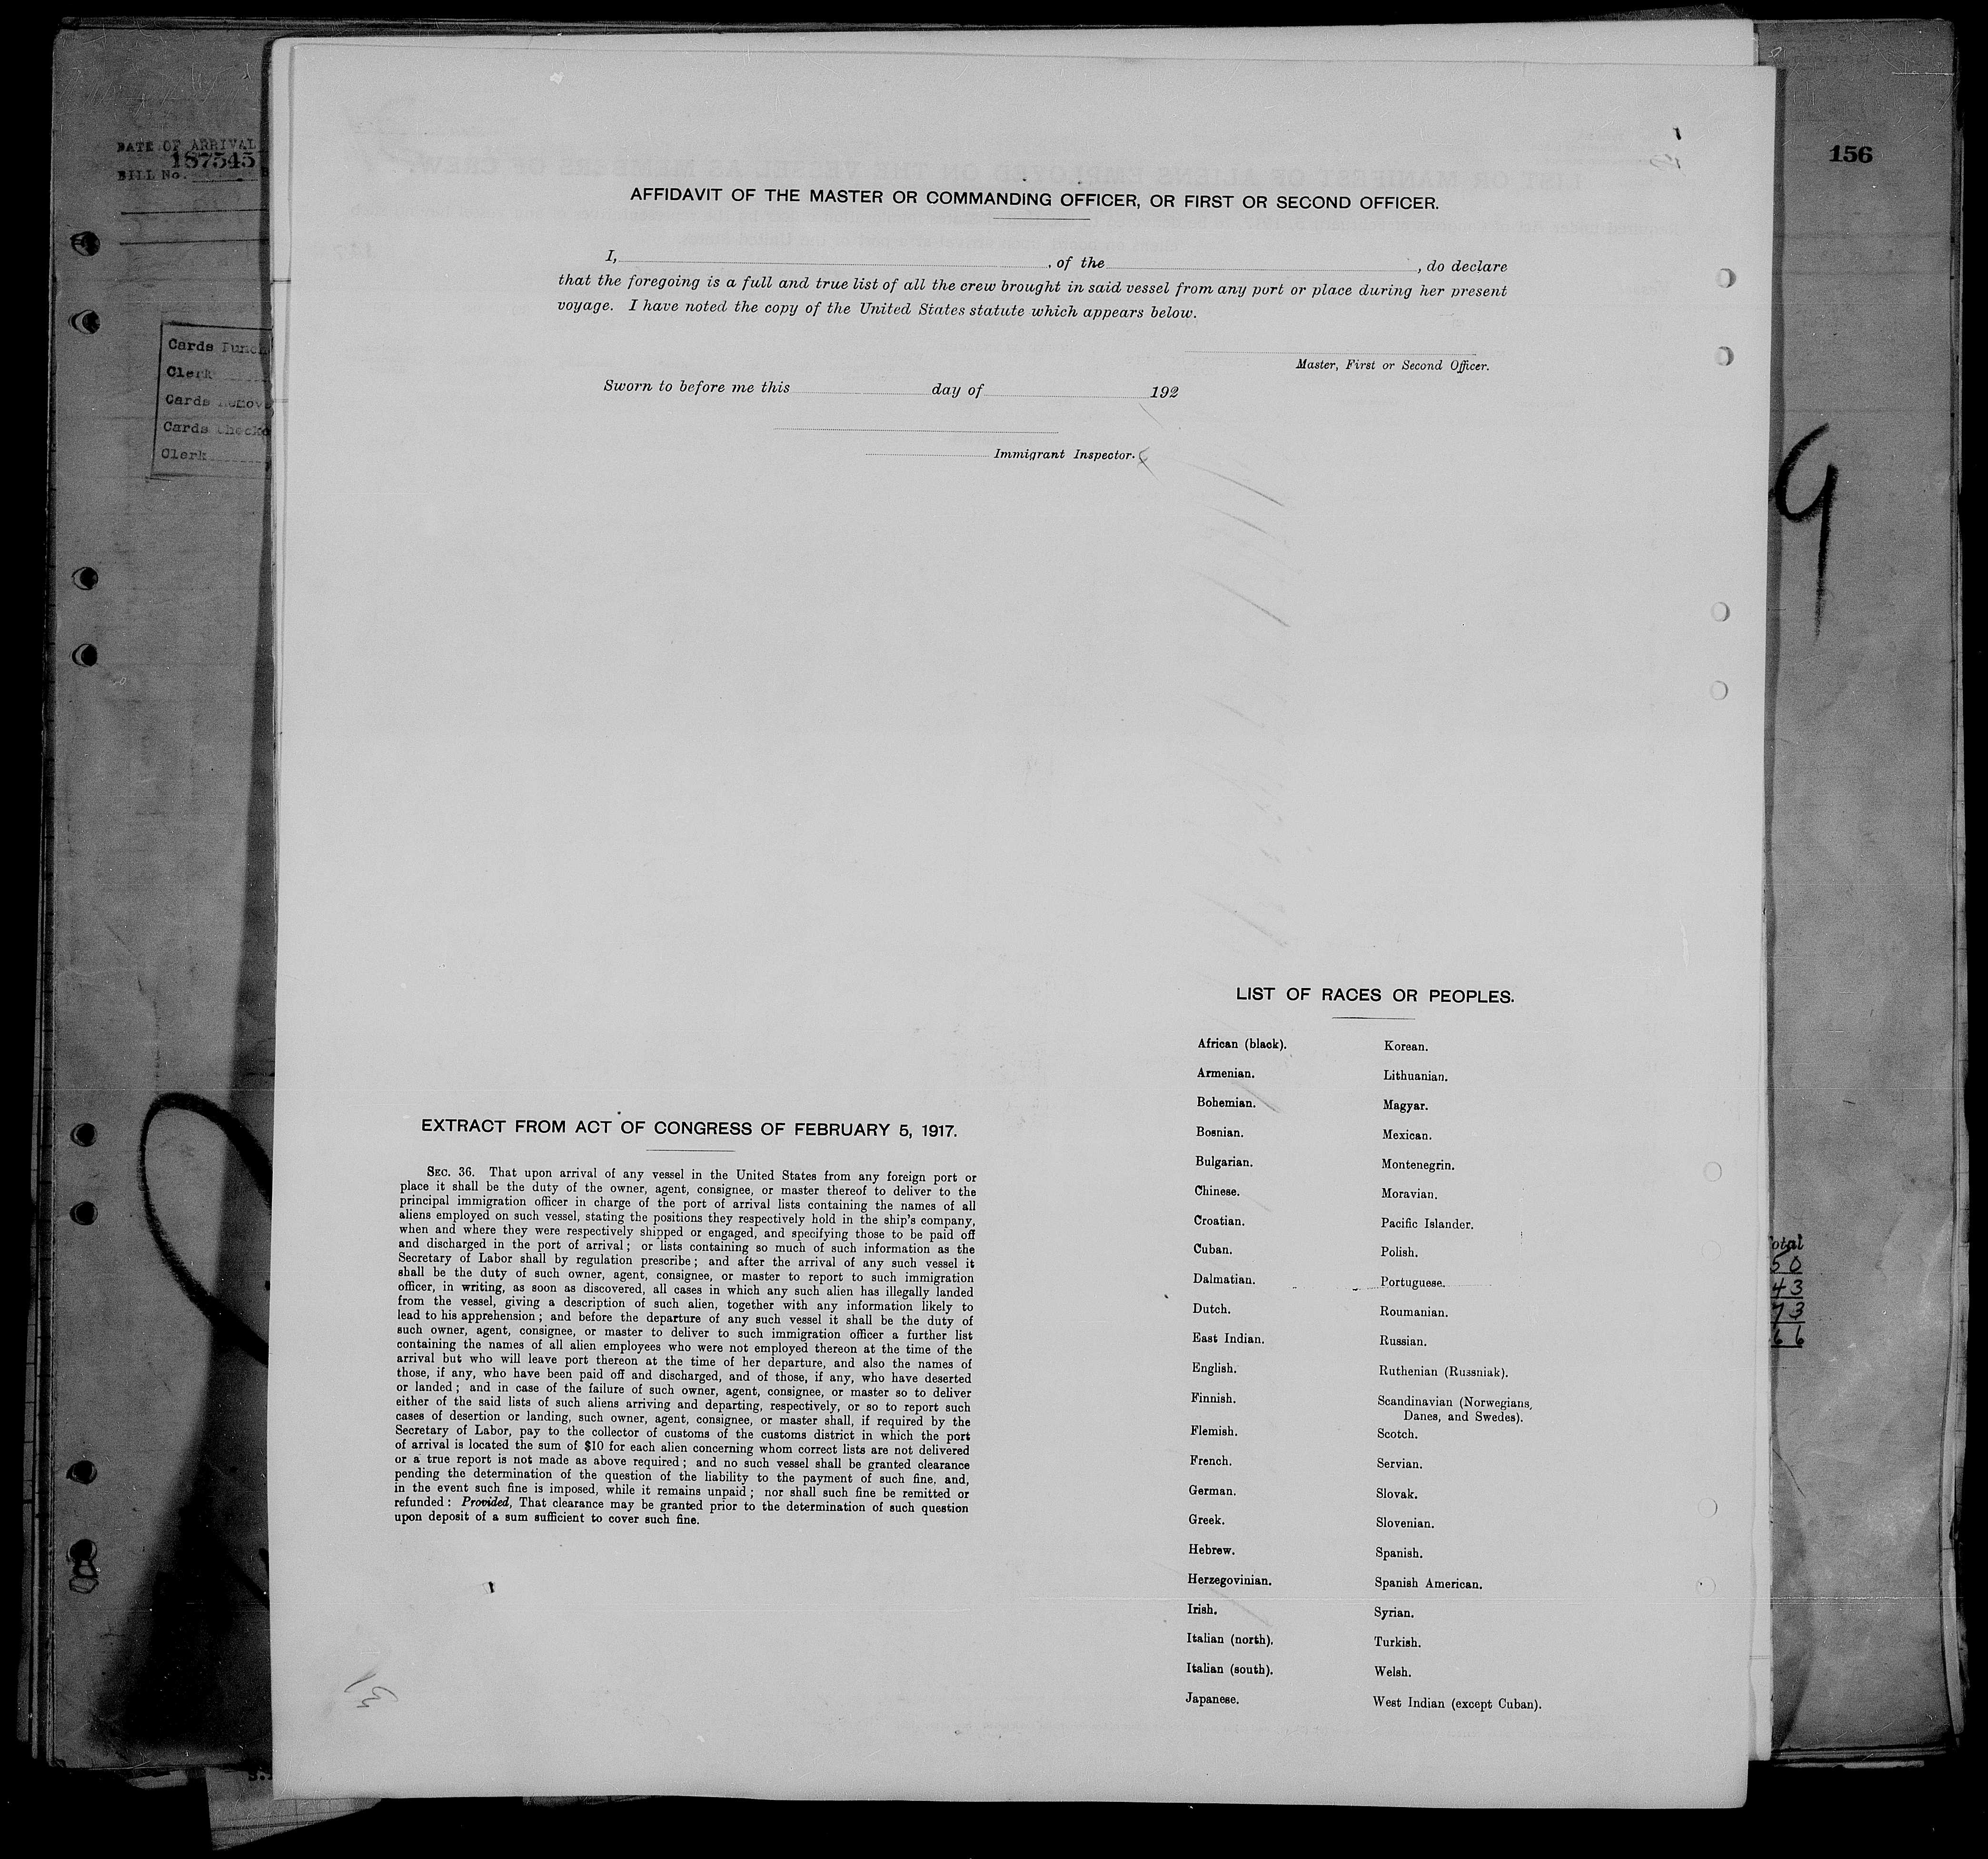 DATE OF ARRIVAL
187545
BILL No.
156
AFFIDAVIT OF THE MASTER OR COMMANDING OFFICER, OR FIRST OR SECOND OFFICER.
I, , of the , do declare
that the foregoing is a full and true list of all the crew brought in said vessel from any port or place during her present
voyage. I have noted the copy of the United States statute which appears below.
Master, First or Second Officer.
Sworn to before me this day of 192
Immigrant Inspector.
Cards
Clerk
Cards
Cards
Clerk
9
EXTRACT FROM ACT OF CONGRESS OF FEBRUARY 5, 1917.
SEC. 36. That upon arrival of any vessel in the United States from any foreign port or
place it shall be the duty of the owner, agent, consignee, or master thereof to deliver to the
principal immigration officer in charge of the port of arrival lists containing the names of all
aliens employed on such vessel, stating the positions they respectively hold in the ship's company,
when and where they were respectively shipped or engaged, and specifying those to be paid off
and discharged in the port of arrival; or lists containing so much of such information as the
Secretary of Labor shall by regulation prescribe; and after the arrival of any such vessel it
shall be the duty of such owner, agent, consignee, or master to report to such immigration
officer, in writing, as soon as discovered, all cases in which any such alien has illegally landed
from the vessel, giving a description of such alien, together with any information likely to
lead to his apprehension; and before the departure of any such vessel it shall be the duty of
such owner, agent, consignee, or master to deliver to such immigration officer a further list
containing the names of all alien employees who were not employed thereon at the time of the
arrival but who will leave port thereon at the time of her departure, and also the names of
those, if any, who have been paid off and discharged, and of those, if any, who have deserted
or landed; and in case of the failure of such owner, agent, consignee, or master so to deliver
either of the said lists of such aliens arriving and departing, respectively, or so to report such
cases of desertion or landing, such owner, agent, consignee, or master shall, if required by the
Secretary of Labor, pay to the collector of customs of the customs district in which the port
of arrival is located the sum of $10 for each alien concerning whom correct lists are not delivered
or a true report is not made as above required; and no such vessel shall be granted clearance
pending the determination of the question of the liability to the payment of such fine, and,
in the event such fine is imposed, while it remains unpaid; nor shall such fine be remitted or
refunded: Provided, That clearance may be granted prior to the determination of such question
upon deposit of a sum sufficient to cover such fine.
LIST OF RACES OR PEOPLES.
African (black).
Armenian.
Bohemian.
Bosnian.
Bulgarian.
Chinese.
Croatian.
Cuban.
Dalmatian.
Dutch.
East Indian.
English.
Finnish.
Flemish.
French.
German.
Greek.
Hebrew.
Herzegovinian.
Irish.
Italian (north).
Italian (south).
Japanese.
Korean.
Lithuanian.
Magyar.
Mexican.
Montenegrin.
Moravian.
Pacific Islander.
Polish.
Portuguese.
Roumanian.
Russian.
Ruthenian (Russniak).
Scandinavian (Norwegians,
Danes, and Swedes).
Scotch.
Servian.
Slovak.
Slovenian.
Spanish.
Spanish American.
Syrian.
Turkish.
Welsh.
West Indian (except Cuban).
50
43
73
66